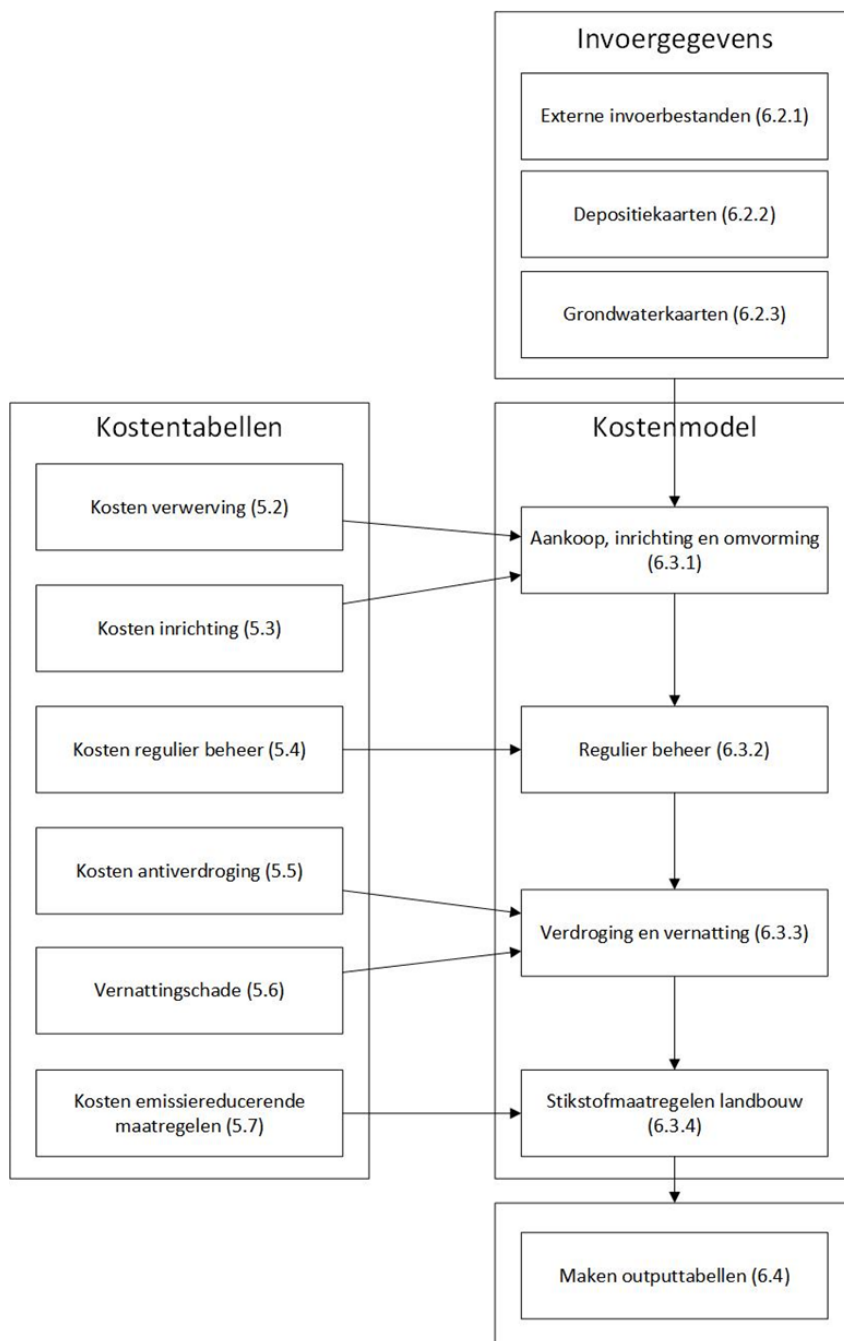 Invoergegevens
Externe invoerbestanden (6.2.1)
Depositiekaarten (6.2.2)
Grondwaterkaarten (6.2.3)
Kostentabellen
Kosten verwerving (5.2)
Kosten inrichting (5.3)
Kosten regulier beheer (5.4)
Kosten antiverdroging (5.5)
Vernattingschade (5.6)
Kosten emissiereducerende
maatregelen (5.7)
Kostenmodel
Aankoop, inrichting en omvorming
(6.3.1)
Regulier beheer (6.3.2)
Verdroging en vernatting (6.3.3)
Stikstofmaatregelen landbouw
(6.3.4)
Maken outputtabellen (6.4)